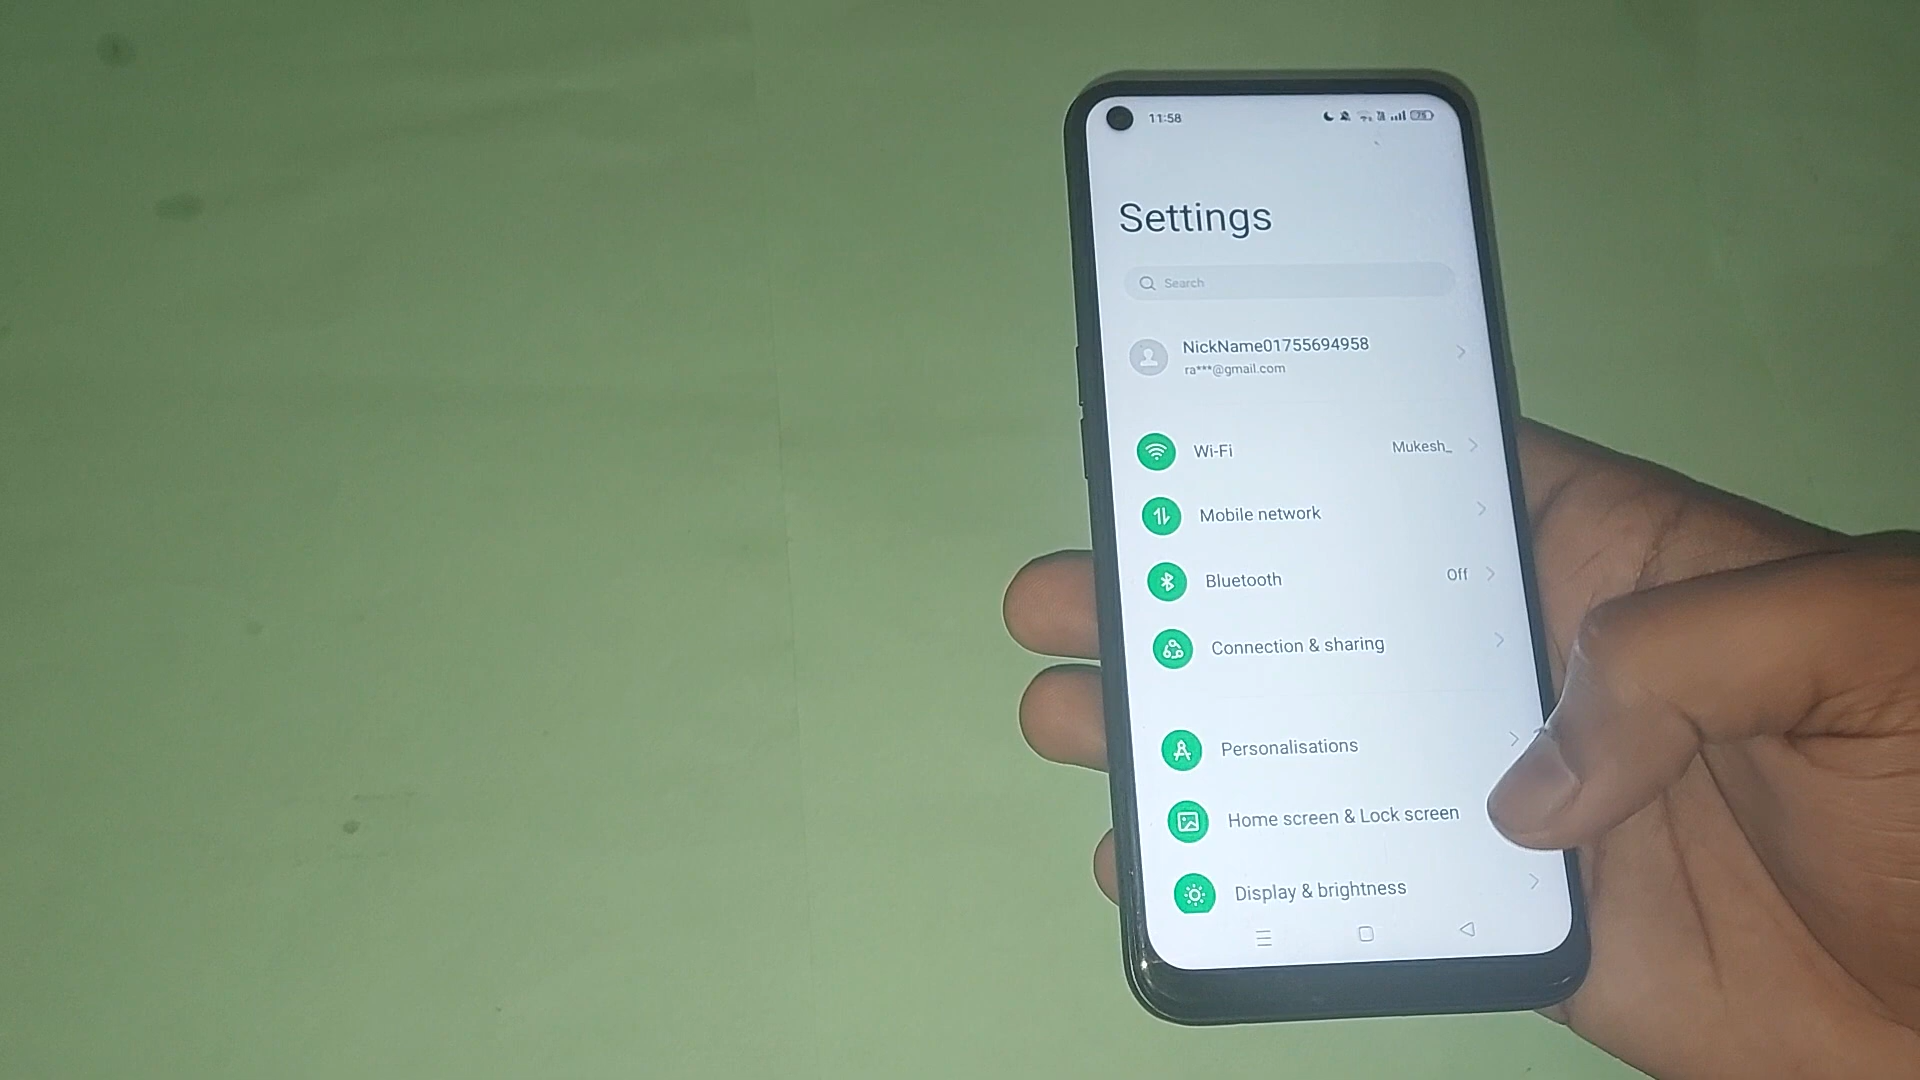 11:58
75
Settings
Search
NickName01755694958
ra***@gmail.com
Wi-Fi Mukesh_
Mobile network
Bluetooth Off
Connection & sharing
Personalisations
Home screen & Lock screen
Display & brightness